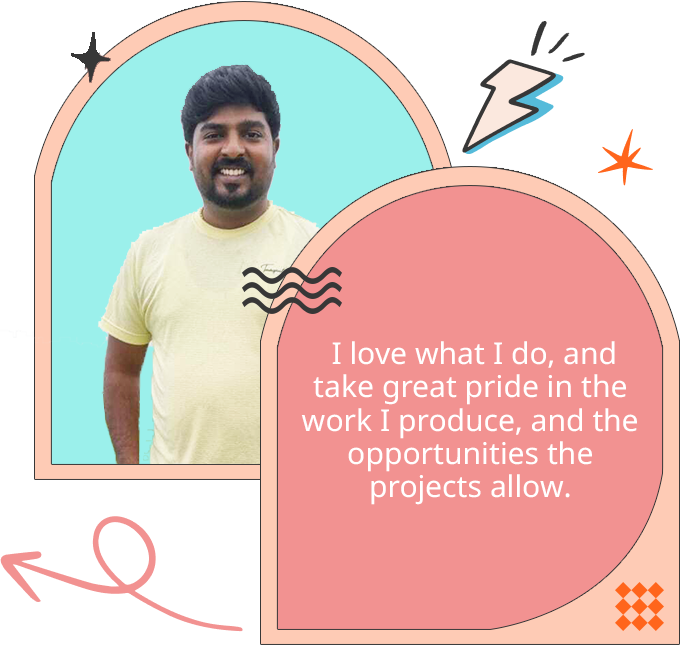 I love what I do, and
take great pride in the
work I produce, and the
opportunities the
projects allow.